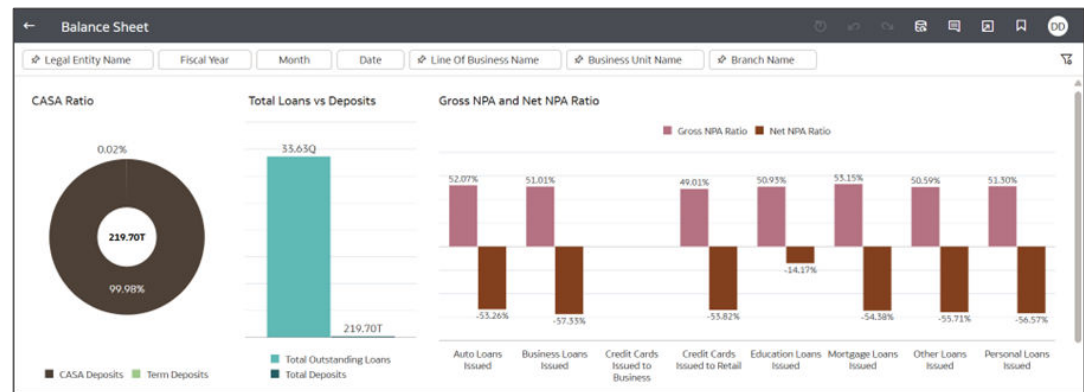 ← Balance Sheet
DD
Legal Entity Name Fiscal Year Month Date Line Of Business Name Business Unit Name Branch Name
CASA Ratio
0.02%
219.70T
99.98%
CASA Deposits Term Deposits
Total Loans vs Deposits
33.63Q
219.70T
Total Outstanding Loans
Total Deposits
Gross NPA and Net NPA Ratio
Gross NPA Ratio Net NPA Ratio
52.07% 51.01% 49.01% 50.93% 53.15% 50.59% 51.30%
-53.26% -57.33% -53.82% -14.17% -54.38% -55.71% -56.57%
Auto Loans Issued
Business Loans Issued
Credit Cards Issued to Business
Credit Cards Issued to Retail
Education Loans Issued
Mortgage Loans Issued
Other Loans Issued
Personal Loans Issued